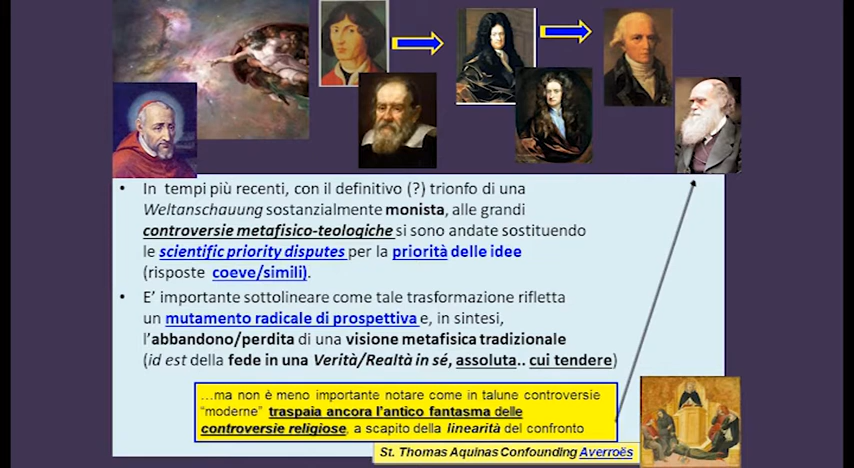 • In tempi più recenti, con il definitivo (?) trionfo di una
Weltanschauung sostanzialmente monista, alle grandi
controversie metafisico-teologiche si sono andate sostituendo
le scientific priority disputes per la priorità delle idee
(risposte coeve/simili).
• E' importante sottolineare come tale trasformazione rifletta
un mutamento radicale di prospettiva e, in sintesi,
l'abbandono/perdita di una visione metafisica tradizionale
(id est della fede in una Verità/Realtà in sé, assoluta.. cui tendere)
…ma non è meno importante notare come in talune controversie
"moderne" traspaia ancora l'antico fantasma delle
controversie religiose, a scapito della linearità del confronto
St. Thomas Aquinas Confounding Averroës